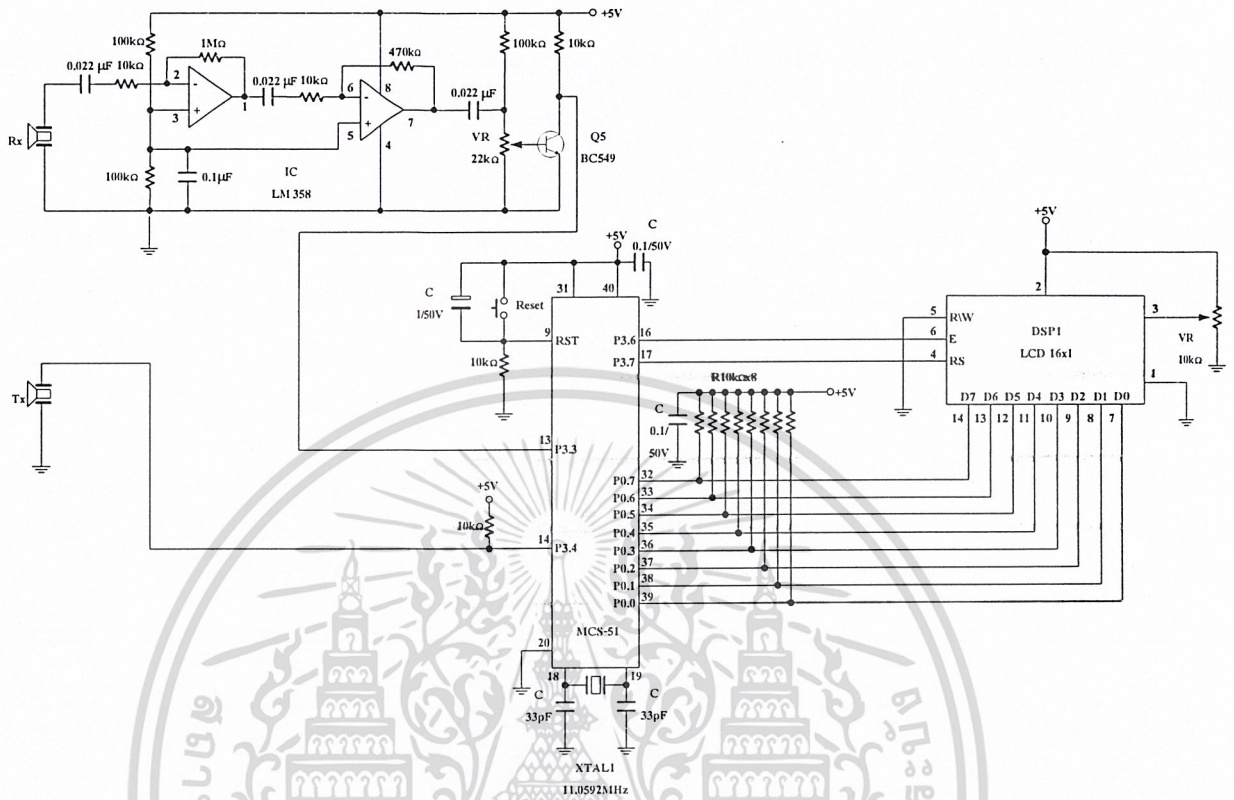 +5V
100kΩ
1MΩ
470kΩ
100kΩ
10kΩ
0.022 µF
10kΩ
2
-
3
+
1
0.022 µF
10kΩ
6
-
5
+
8
7
4
0.022 µF
VR
22kΩ
Q5
BC549
Rx
100kΩ
0.1µF
IC
LM 358
+5V
C
0.1/50V
31
40
C
1/50V
Reset
9
RST
10kΩ
P3.6
16
P3.7
17
+5V
2
5
R\W
6
E
4
RS
DSP1
LCD 16x1
3
VR
10kΩ
1
D7 D6 D5 D4 D3 D2 D1 D0
14 13 12 11 10 9 8 7
R10kΩx8
+5V
C
0.1/
50V
Tx
13
P3.3
+5V
10kΩ
14
P3.4
P0.7
32
P0.6
33
P0.5
34
P0.4
35
P0.3
36
P0.2
37
P0.1
38
P0.0
39
MCS-51
20
18
19
C
33pF
C
33pF
XTAL1
11.0592MHz